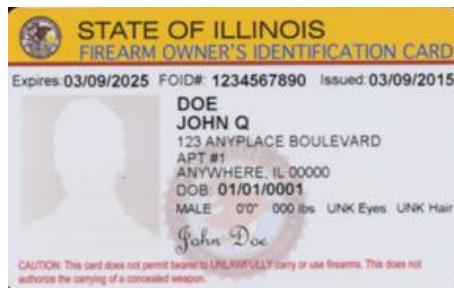 STATE OF ILLINOIS
FIREARM OWNER'S IDENTIFICATION CARD
Expires:03/09/2025 FOID#: 1234567890 Issued:03/09/2015
DOE
JOHN Q
123 ANYPLACE BOULEVARD
APT #1
ANYWHERE, IL 00000
DOB: 01/01/0001
MALE 0'0" 000 lbs UNK Eyes UNK Hair
John Doe
CAUTION: This card does not permit bearer to UNLAWFULLY carry or use firearms. This does not
authorize the carrying of a concealed weapon.